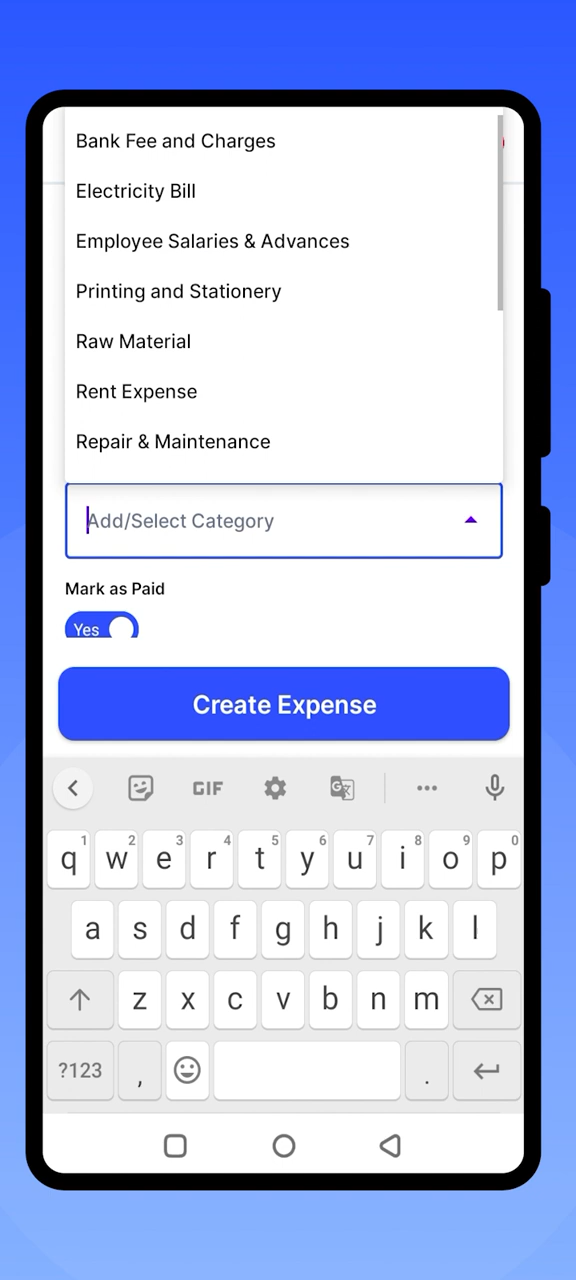 Bank Fee and Charges
Electricity Bill
Employee Salaries & Advances
Printing and Stationery
Raw Material
Rent Expense
Repair & Maintenance
Add/Select Category
Mark as Paid
Yes
Create Expense
GIF
q1 w2 e3 r4 t5 y6 u7 i8 o9 p0
a s d f g h j k l
z x c v b n m
?123 , .